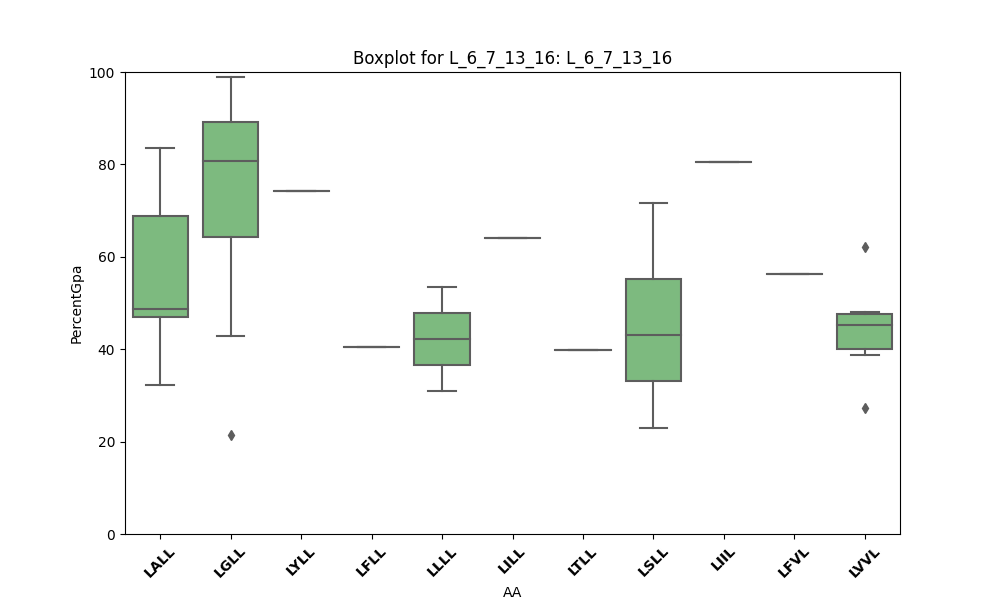 Boxplot for L_6_7_13_16: L_6_7_13_16
100
80
60
40
20
0
PercentGpa
LALL LGLL LYLL LFLL LLLL LILL LTLL LSLL LIIL LFVL LVVL
AA